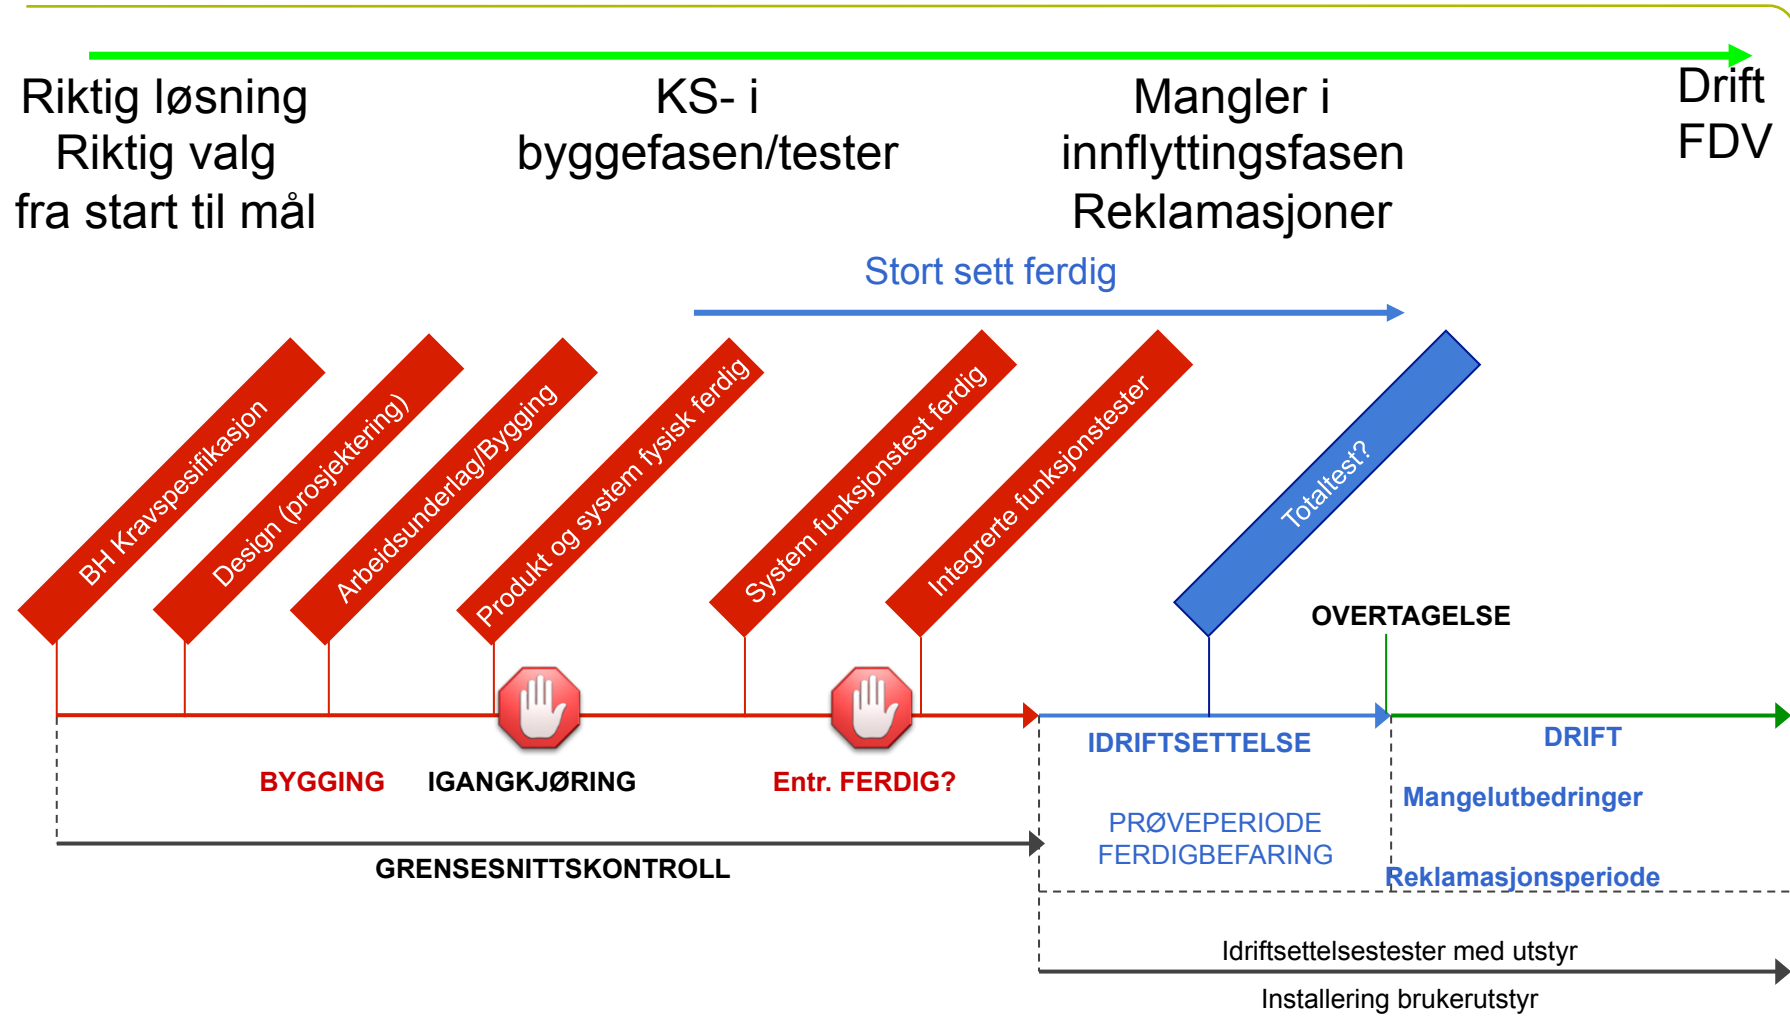 Riktig løsning
Riktig valg
fra start til mål
KS- i
byggefasen/tester
Mangler i
innflyttingsfasen
Reklamasjoner
Drift
FDV
Stort sett ferdig
BH Kravspesifikasjon
Design (prosjektering)
Arbeidsunderlag/Bygging
Produkt og system fysisk ferdig
System funksjonstest ferdig
Integrerte funksjonstester
Totaltest?
OVERTAGELSE
BYGGING
IGANGKJØRING
Entr. FERDIG?
IDRIFTSETTELSE
DRIFT
Mangelutbedringer
PRØVEPERIODE
FERDIGBEFARING
GRENSESNITTSKONTROLL
Reklamasjonsperiode
Idriftsettelsestester med utstyr
Installering brukerutstyr